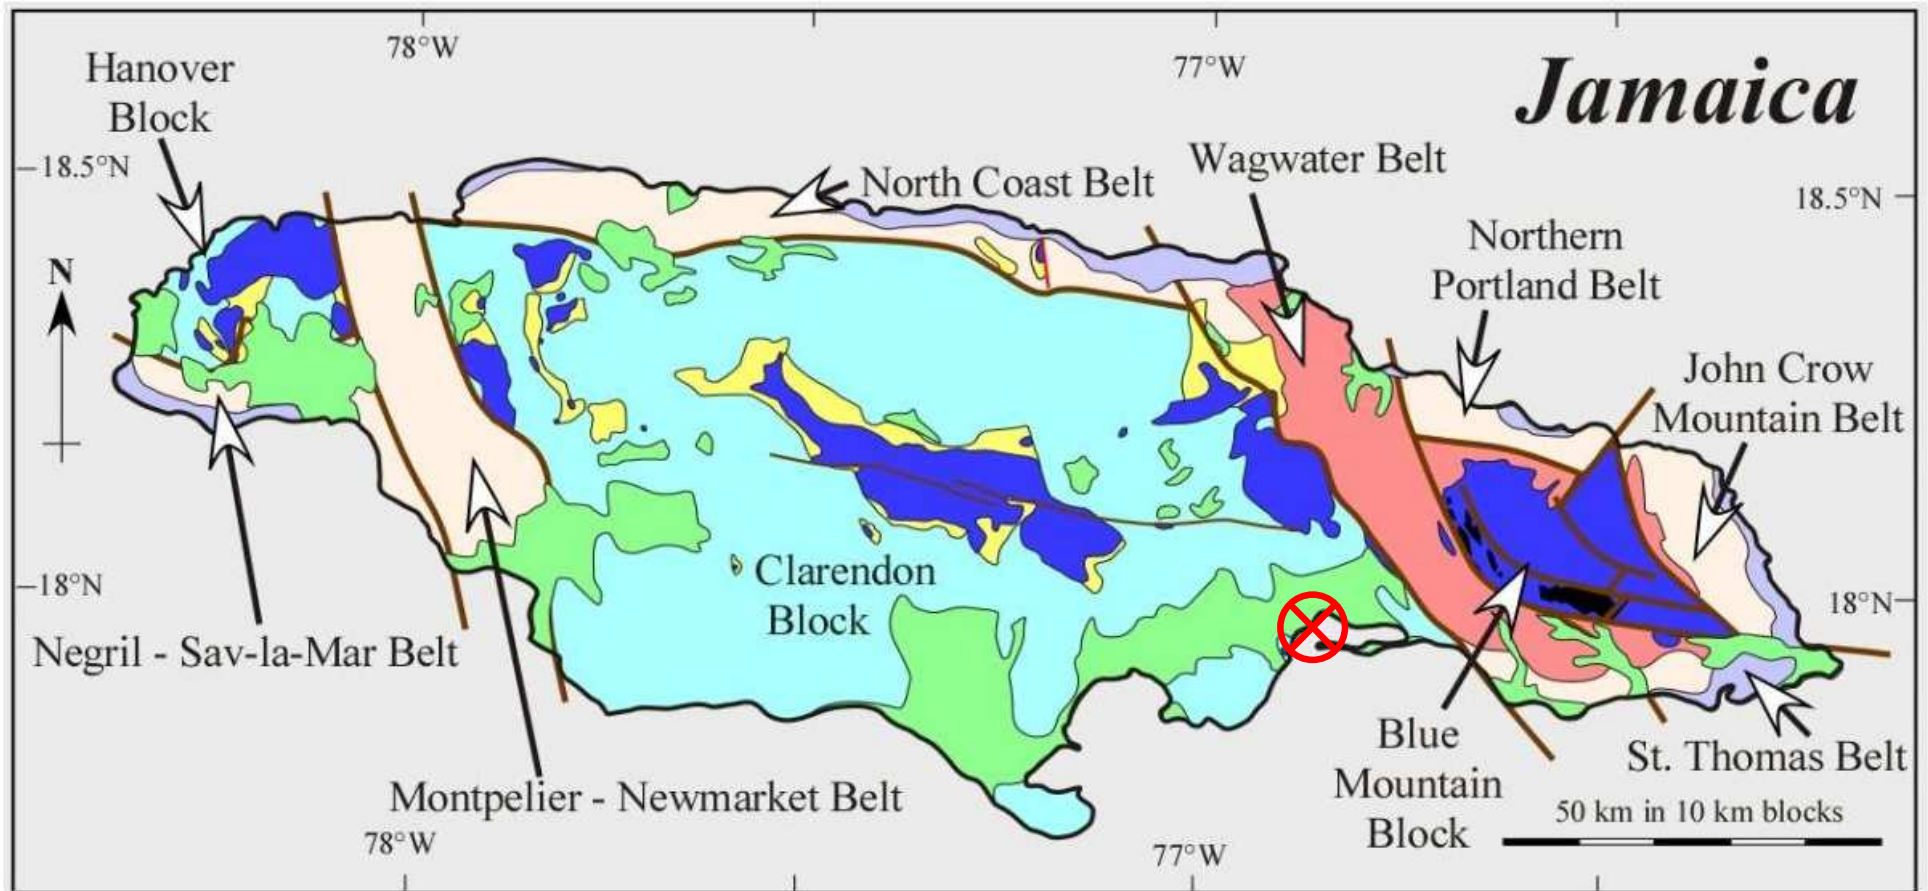 78°W
77°W
Jamaica
Hanover
Block
18.5°N
North Coast Belt
Wagwater Belt
18.5°N
Northern
Portland Belt
N
John Crow
Mountain Belt
Clarendon
Block
18°N
18°N
Negril - Sav-la-Mar Belt
Blue
Mountain
Block
St. Thomas Belt
Montpelier - Newmarket Belt
50 km in 10 km blocks
78°W
77°W